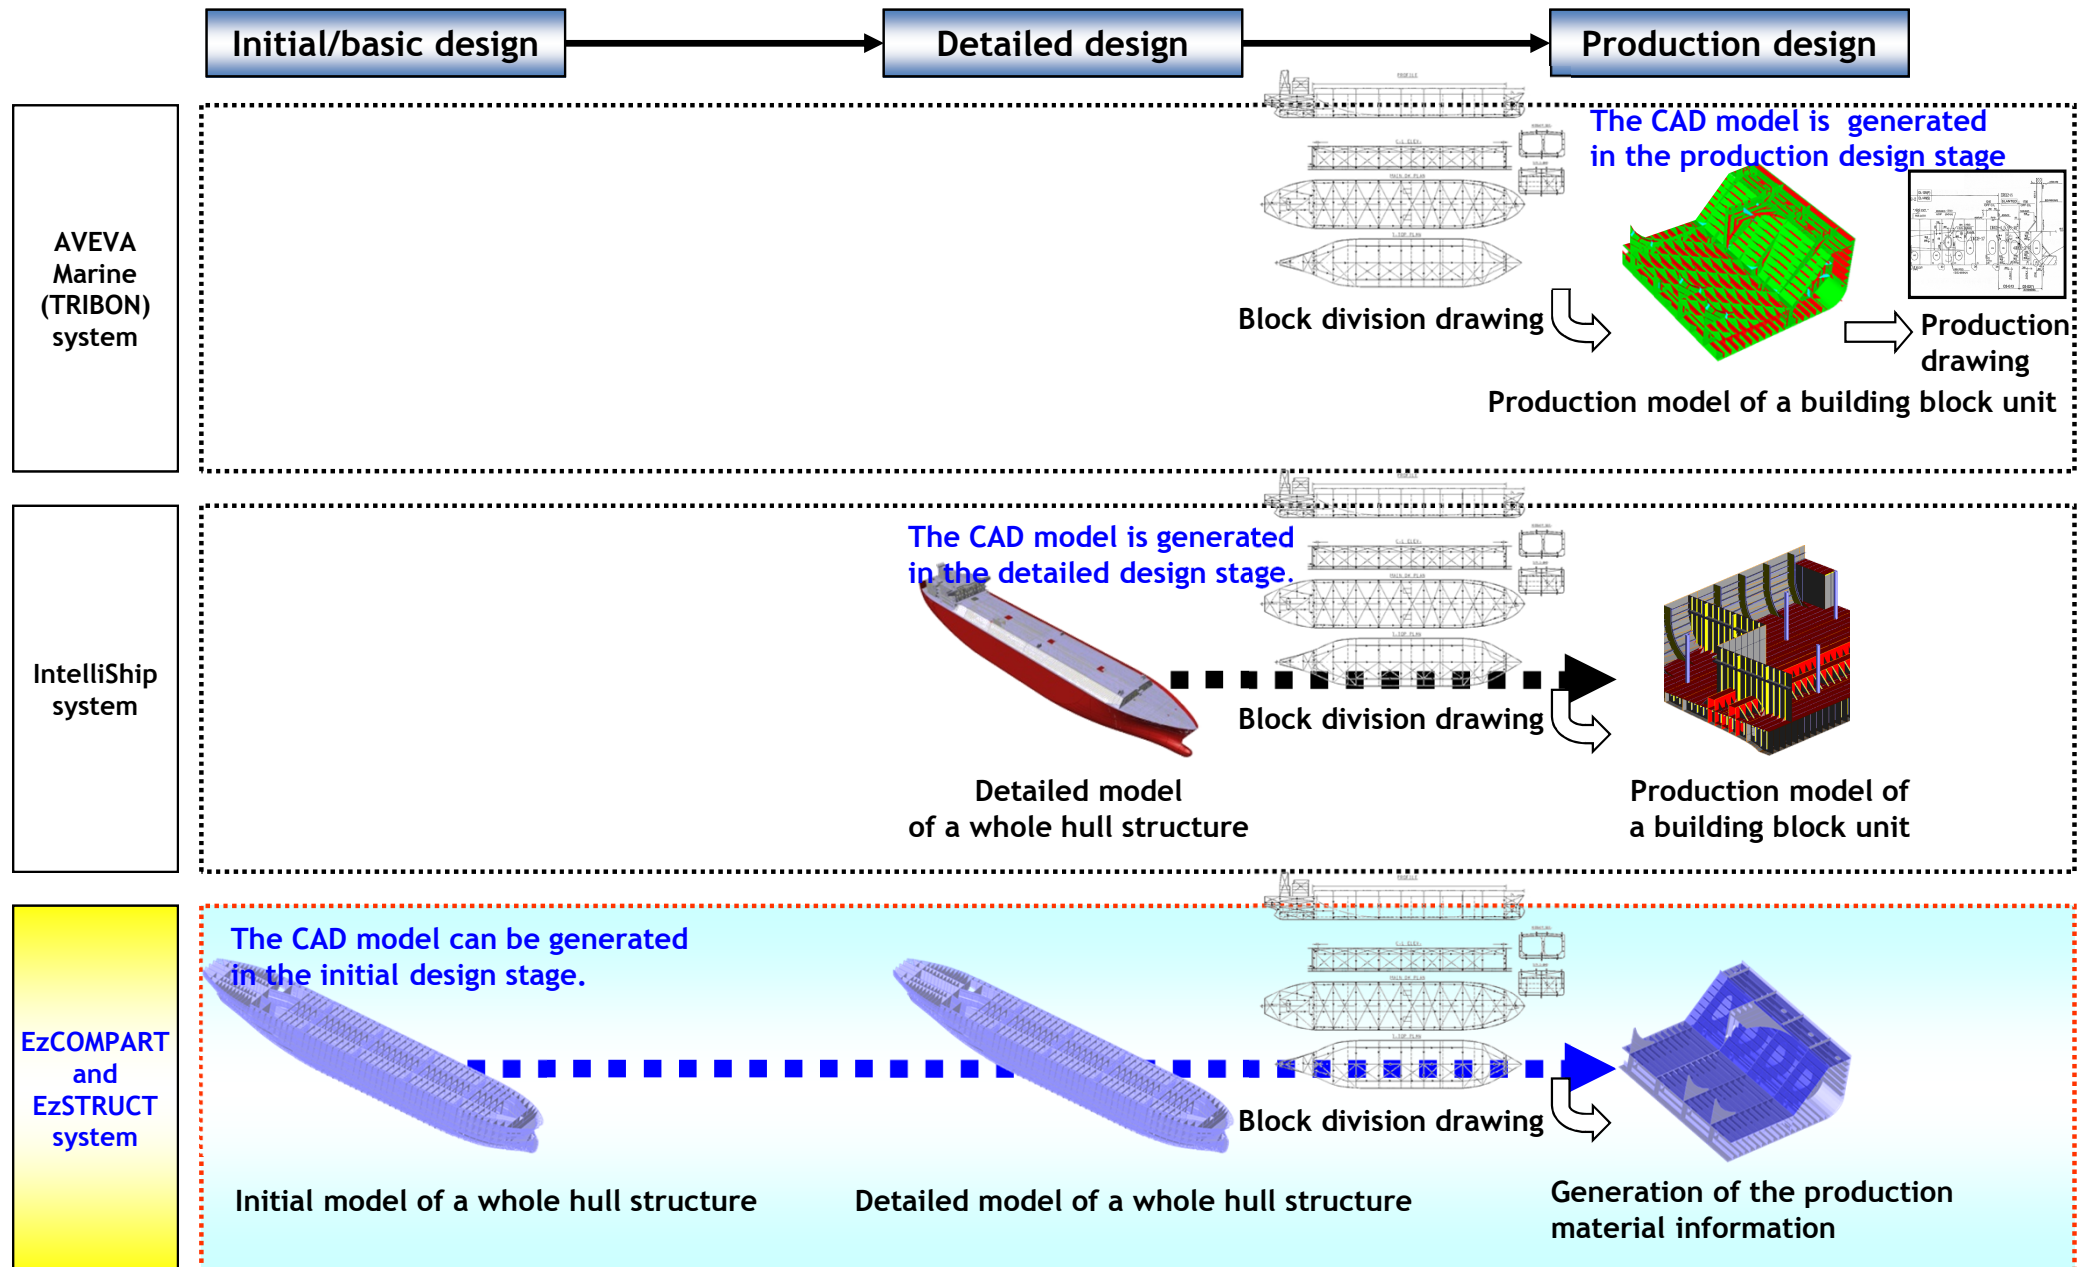 Initial/basic design
Detailed design
Production design
AVEVA
Marine
(TRIBON)
system
PROFILE
The CAD model is  generated
in the production design stage
Block division drawing
Production
drawing
Production model of a building block unit
IntelliShip
system
PROFILE
The CAD model is generated
in the detailed design stage.
Block division drawing
Detailed model
of a whole hull structure
Production model of
a building block unit
EzCOMPART
and
EzSTRUCT
system
PROFILE
The CAD model can be generated
in the initial design stage.
Block division drawing
Initial model of a whole hull structure
Detailed model of a whole hull structure
Generation of the production
material information